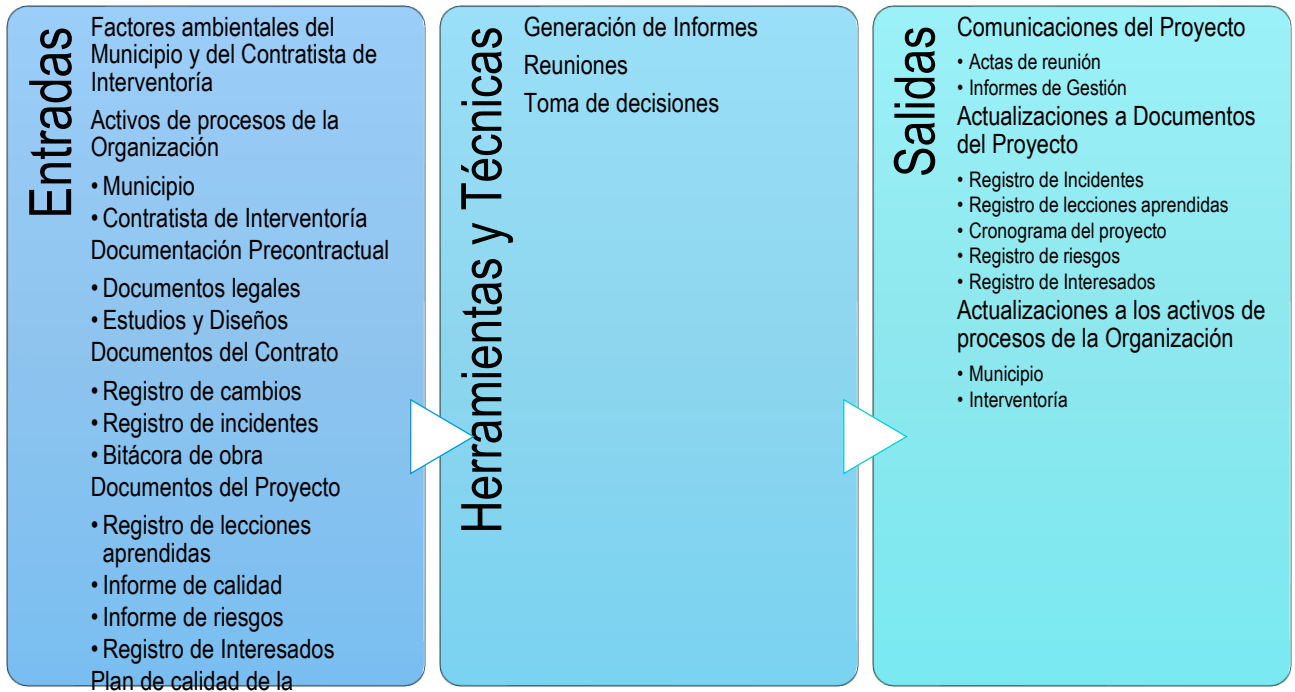 Entradas
Factores ambientales del
Municipio y del Contratista de
Interventoría
Activos de procesos de la
Organización
• Municipio
• Contratista de Interventoría
Documentación Precontractual
• Documentos legales
• Estudios y Diseños
Documentos del Contrato
• Registro de cambios
• Registro de incidentes
• Bitácora de obra
Documentos del Proyecto
• Registro de lecciones
aprendidas
• Informe de calidad
• Informe de riesgos
• Registro de Interesados
Plan de calidad de la
Herramientas y Técnicas
Generación de Informes
Reuniones
Toma de decisiones
Salidas
Comunicaciones del Proyecto
• Actas de reunión
• Informes de Gestión
Actualizaciones a Documentos
del Proyecto
• Registro de Incidentes
• Registro de lecciones aprendidas
• Cronograma del proyecto
• Registro de riesgos
• Registro de Interesados
Actualizaciones a los activos de
procesos de la Organización
• Municipio
• Interventoría